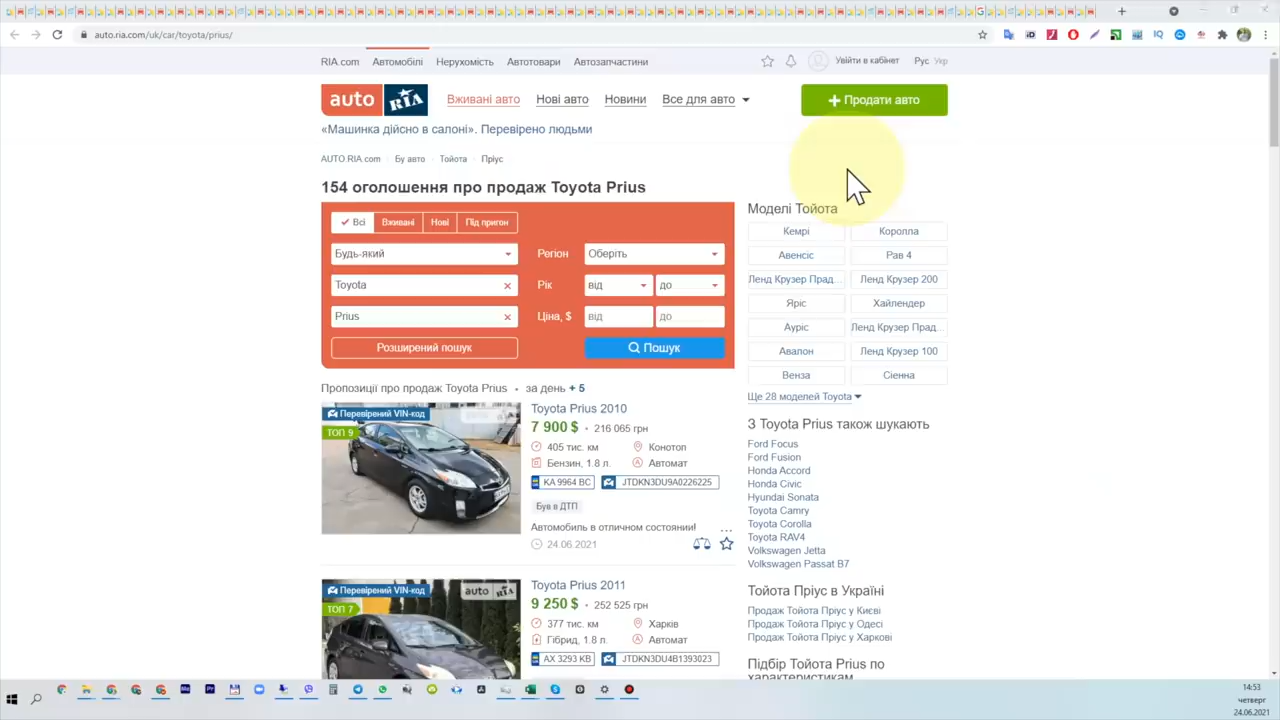 auto.ria.com/uk/car/toyota/prius/
RIA.com Автомобілі Нерухомість Автотовари Автозапчастини Увійти в кабінет Рус Укр
auto RIA Вживані авто Нові авто Новини Все для авто Продати авто
«Машинка дійсно в салоні». Перевірено людьми
AUTO.RIA.com Бу авто Тойота Пріус
154 оголошення про продаж Toyota Prius
Всі Вживані Нові Під пригон
Будь-який Регіон Оберіть
Toyota Рік від до
Prius Ціна, $ від до
Розширений пошук Пошук
Пропозиції про продаж Toyota Prius • за день + 5
Перевірений VIN-код
ТОП 9
Toyota Prius 2010
7 900 $ • 216 065 грн
405 тис. км Конотоп
Бензин, 1.8 л. Автомат
KA 9964 BC JTDKN3DU9A0226225
Був в ДТП
Автомобиль в отличном состоянии! ...
24.06.2021
Перевірений VIN-код auto RIA
ТОП 7
Toyota Prius 2011
9 250 $ • 252 525 грн
377 тис. км Харків
Гібрид, 1.8 л. Автомат
AX 3293 KB JTDKN3DU4B1393023
Моделі Тойота
Кемрі Королла
Авенсіс Рав 4
Ленд Крузер Прад... Ленд Крузер 200
Яріс Хайлендер
Ауріс Ленд Крузер Прад...
Авалон Ленд Крузер 100
Венза Сіенна
Ще 28 моделей Toyota
З Toyota Prius також шукають
Ford Focus
Ford Fusion
Honda Accord
Honda Civic
Hyundai Sonata
Toyota Camry
Toyota Corolla
Toyota RAV4
Volkswagen Jetta
Volkswagen Passat B7
Тойота Пріус в Україні
Продаж Тойота Пріус у Києві
Продаж Тойота Пріус у Одесі
Продаж Тойота Пріус у Харкові
Підбір Тойота Prius по
характеристикам
14:53
четверг
24.06.2021